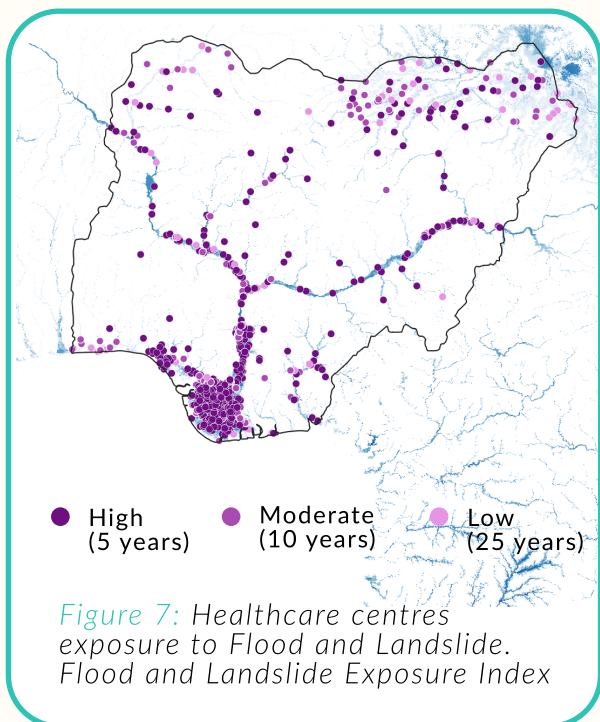 High
(5 years)
Moderate
(10 years)
Low
(25 years)
Figure 7: Healthcare centres
exposure to Flood and Landslide.
Flood and Landslide Exposure Index